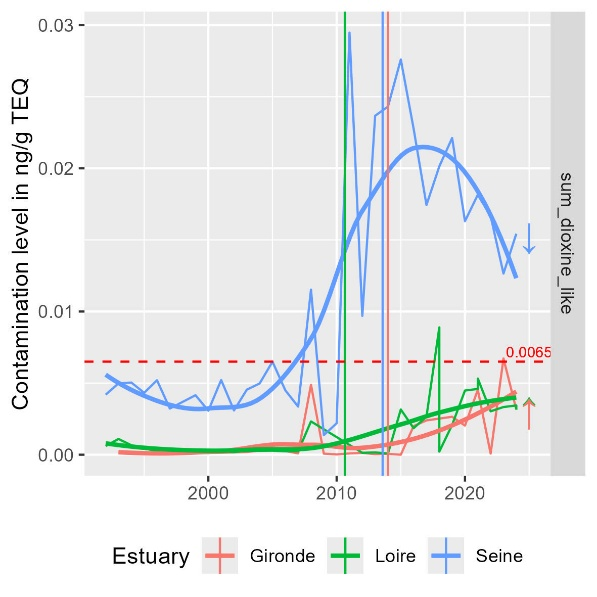 0.03
0.02
0.01
0.00
Contamination level in ng/g TEQ
0.0065
sum_dioxine_like
2000
2010
2020
Estuary
Gironde
Loire
Seine